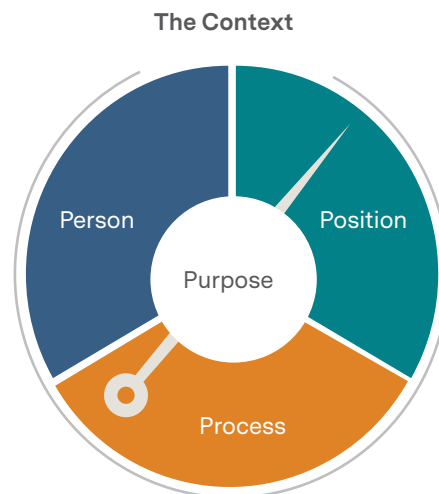 The Context
Person
Position
Purpose
Process